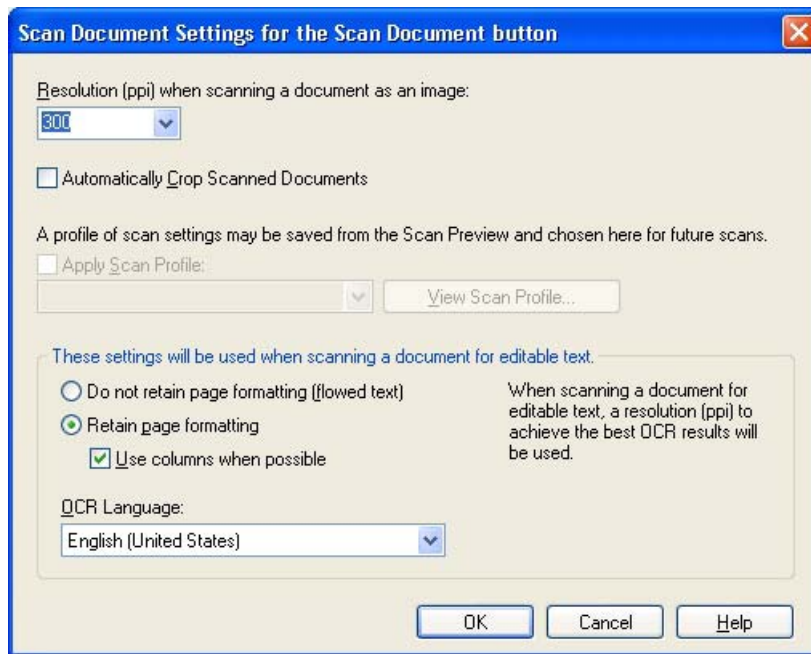 Scan Document Settings for the Scan Document button
Resolution (ppi) when scanning a document as an image:
300
Automatically Crop Scanned Documents
A profile of scan settings may be saved from the Scan Preview and chosen here for future scans.
Apply Scan Profile:
View Scan Profile...
These settings will be used when scanning a document for editable text.
Do not retain page formatting (flowed text)
Retain page formatting
Use columns when possible
When scanning a document for
editable text, a resolution (ppi) to
achieve the best OCR results will
be used.
OCR Language:
English (United States)
OK
Cancel
Help